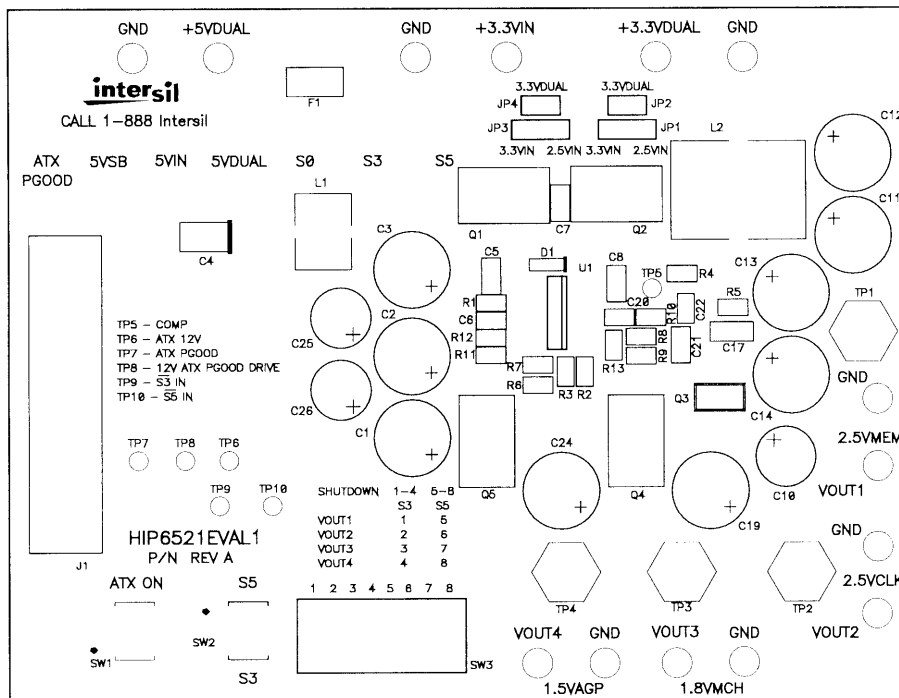 GND +5VDUAL GND +3.3VIN +3.3VDUAL GND
intersil
CALL 1-888 Intersil
F1
3.3VDUAL 3.3VDUAL
JP4 JP2
JP3 JP1
3.3VIN 2.5VIN 3.3VIN 2.5VIN
L2
C12
ATX PGOOD 5VSB 5VIN 5VDUAL S0 S3 S5
L1
C11
Q1 C7 Q2
C4
C3
C5 D1 U1 C8 TP5 R4
C13
R1
C6
R12
R11
C2
C25
C20 R10 C22
R5
TP1
R8
R9
R13
C21
C17
TP5 - COMP
TP6 - ATX 12V
TP7 - ATX PGOOD
TP8 - 12V ATX PGOOD DRIVE
TP9 - S3 IN
TP10 - S5 IN
R7
R6
R3 R2
C26
C1
Q3
C14
GND
2.5VMEM
VOUT1
TP7 TP8 TP6
TP9 TP10
C24
Q5 Q4
C10
C19
SHUTDOWN 1-4 5-8
S3 S5
VOUT1 1 5
VOUT2 2 6
VOUT3 3 7
VOUT4 4 8
HIP6521EVAL1
P/N REV A
J1
GND
2.5VCLK
VOUT2
ATX ON S5
1 2 3 4 5 6 7 8
TP4 TP3 TP2
SW1 SW2
S3
SW3
VOUT4 GND VOUT3 GND
1.5VAGP 1.8VMCH